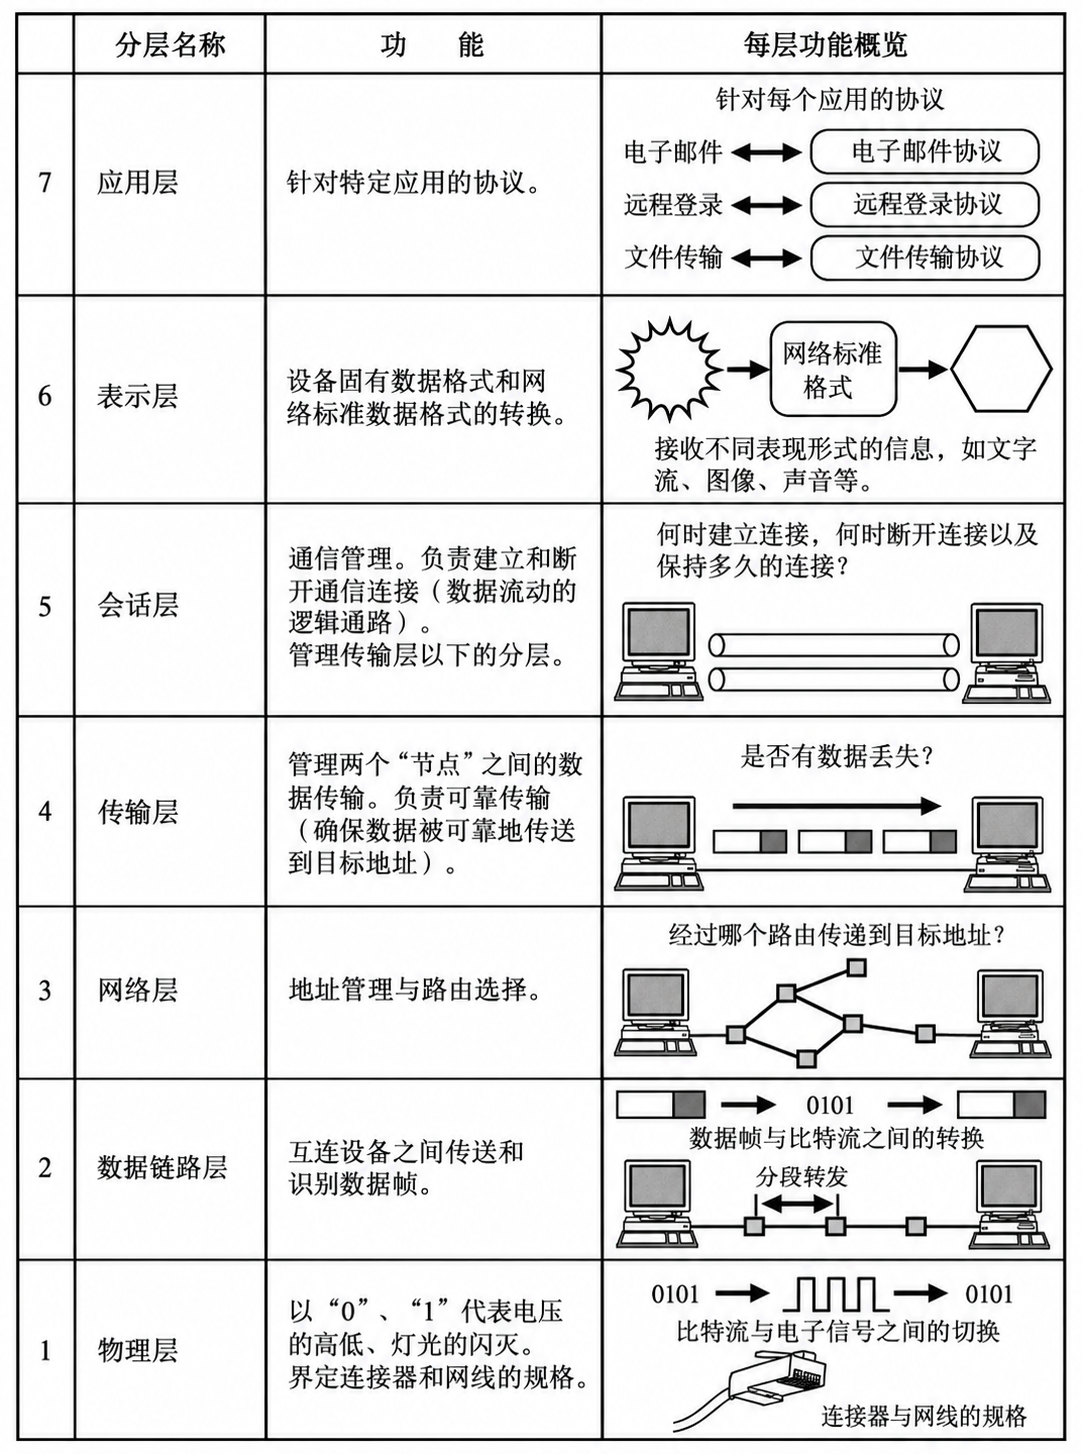 分层名称
功 能
每层功能概览
7
应用层
针对特定应用的协议。
针对每个应用的协议
电子邮件
电子邮件协议
远程登录
远程登录协议
文件传输
文件传输协议
6
表示层
设备固有数据格式和网
络标准数据格式的转换。
网络标准
格式
接收不同表现形式的信息，如文字
流、图像、声音等。
5
会话层
通信管理。负责建立和断
开通信连接（数据流动的
逻辑通路）。
管理传输层以下的分层。
何时建立连接，何时断开连接以及
保持多久的连接？
4
传输层
管理两个“节点”之间的数
据传输。负责可靠传输
（确保数据被可靠地传送
到目标地址）。
是否有数据丢失？
3
网络层
地址管理与路由选择。
经过哪个路由传递到目标地址？
2
数据链路层
互连设备之间传送和
识别数据帧。
0101
数据帧与比特流之间的转换
分段转发
1
物理层
以“0”、“1”代表电压
的高低、灯光的闪灭。
界定连接器和网线的规格。
0101
0101
比特流与电子信号之间的切换
连接器与网线的规格